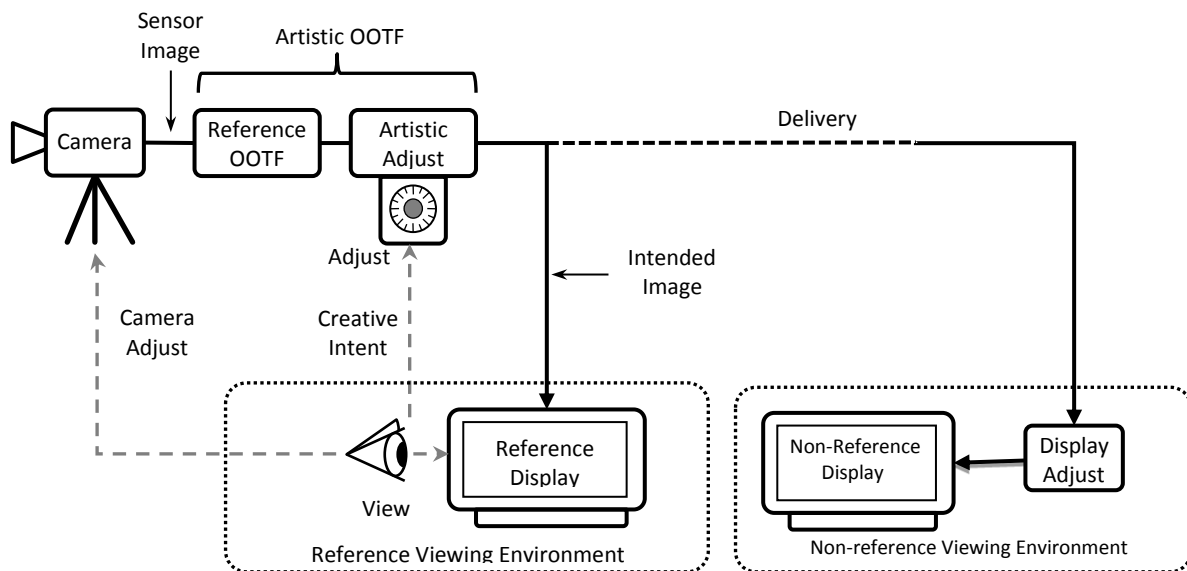 Sensor
Image
Artistic OOTF
Camera
Reference
OOTF
Artistic
Adjust
Delivery
Adjust
Intended
Image
Camera
Adjust
Creative
Intent
Reference
Display
View
Reference Viewing Environment
Non-Reference
Display
Display
Adjust
Non-reference Viewing Environment